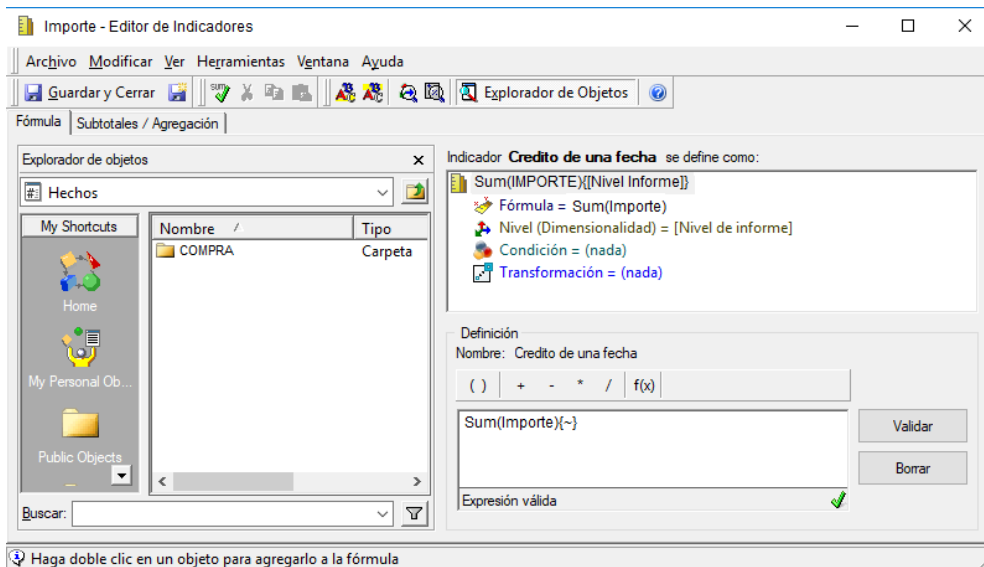 Importe - Editor de Indicadores
Archivo Modificar Ver Herramientas Ventana Ayuda
Guardar y Cerrar SUM Explorador de Objetos
Fórmula Subtotales / Agregación
Explorador de objetos
Hechos
My Shortcuts
Home
My Personal Ob...
Public Objects
Nombre Tipo
COMPRA Carpeta
Buscar:
Indicador Credito de una fecha se define como:
Sum(IMPORTE){[Nivel Informe]}
Fórmula = Sum(Importe)
Nivel (Dimensionalidad) = [Nivel de informe]
Condición = (nada)
Transformación = (nada)
Definición
Nombre: Credito de una fecha
( ) + - * / f(x)
Sum(Importe){~}
Expresión válida
Validar
Borrar
Haga doble clic en un objeto para agregarlo a la fórmula